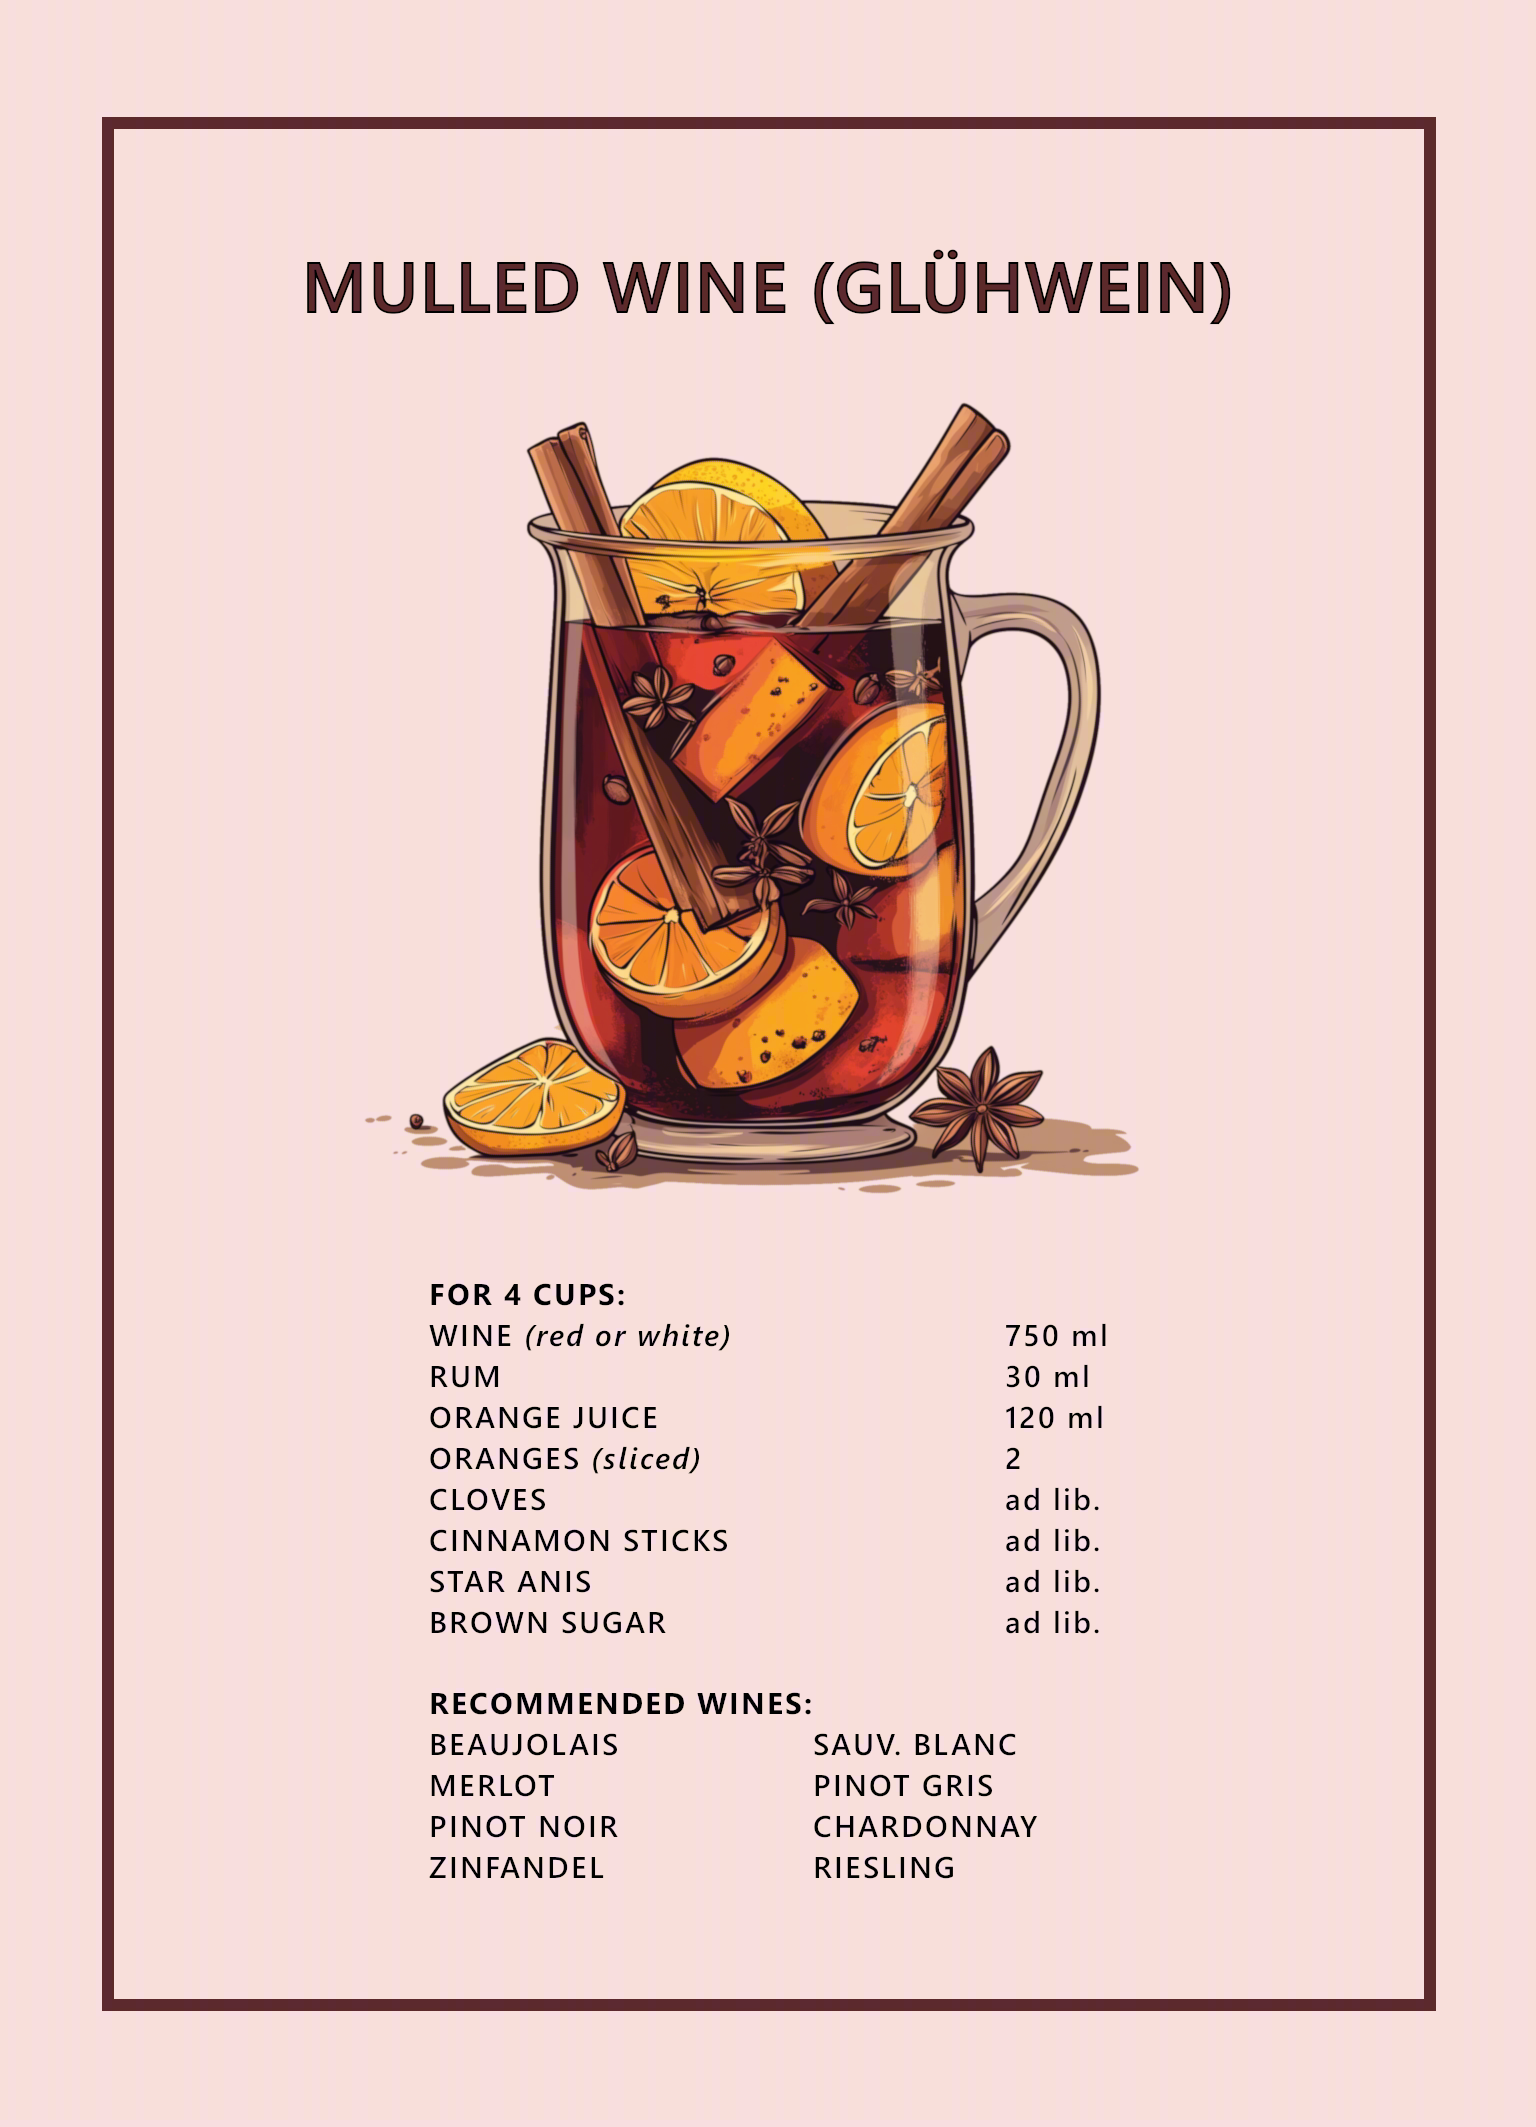 MULLED WINE (GLÜHWEIN)
FOR 4 CUPS:
WINE (red or white) 750 ml
RUM 30 ml
ORANGE JUICE 120 ml
ORANGES (sliced) 2
CLOVES ad lib.
CINNAMON STICKS ad lib.
STAR ANIS ad lib.
BROWN SUGAR ad lib.
RECOMMENDED WINES:
BEAUJOLAIS SAUV. BLANC
MERLOT PINOT GRIS
PINOT NOIR CHARDONNAY
ZINFANDEL RIESLING